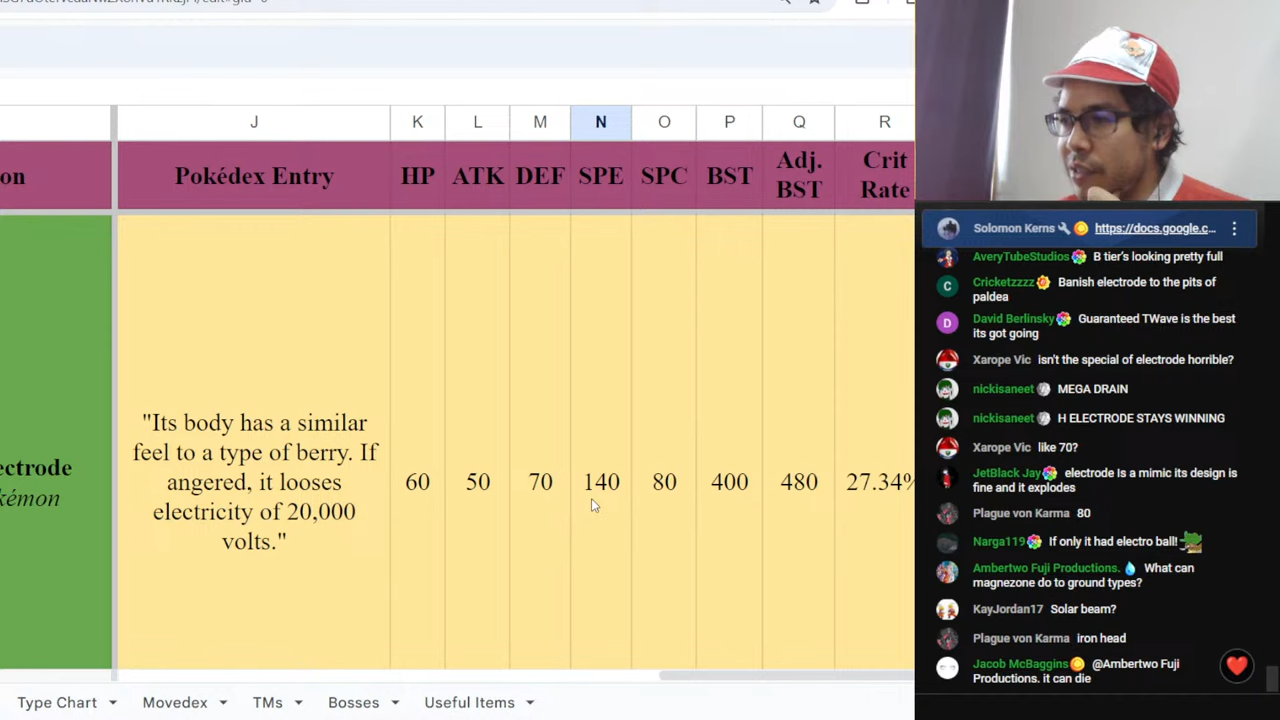 J K L M N O P Q R
on
Pokédex Entry
HP ATK DEF SPE SPC BST
Adj.
BST
Crit
Rate
ectrode
kémon
"Its body has a similar
feel to a type of berry. If
angered, it looses
electricity of 20,000
volts."
60 50 70 140 80 400 480 27.34%
Type Chart Movedex TMs Bosses Useful Items
Solomon Kerns https://docs.google.c...
AveryTubeStudios B tier's looking pretty full
Cricketzzzz Banish electrode to the pits of
paldea
David Berlinsky Guaranteed TWave is the best
its got going
Xarope Vic isn't the special of electrode horrible?
nickisaneet MEGA DRAIN
nickisaneet H ELECTRODE STAYS WINNING
Xarope Vic like 70?
JetBlack Jay electrode is a mimic its design is
fine and it explodes
Plague von Karma 80
Narga119 If only it had electro ball!
Ambertwo Fuji Productions. What can
magnezone do to ground types?
KayJordan17 Solar beam?
Plague von Karma iron head
Jacob McBaggins @Ambertwo Fuji
Productions. it can die